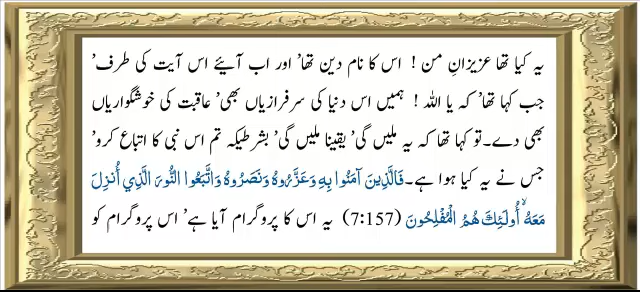 یہ کیا تھا عزیزانِ من ! اس کا نام دین تھا’ اور اب آئیے اس آیت کی طرف’
جب کہا تھا’ کہ یا اللہ ! ہمیں اس دنیا کی سرفرازیاں بھی’ عاقبت کی خوشگواریاں
بھی دے۔تو کہا تھا کہ یہ ملیں گی’ یقینا ملیں گی’ بشرطیکہ تم اس نبی کا اتباع کرو’
جس نے یہ کیا ہوا ہے۔ فَالَّذِينَ آمَنُوا بِهِ وَعَزَّرُوهُ وَنَصَرُوهُ وَاتَّبَعُوا النُّورَ الَّذِي أُنزِلَ
مَعَهُ ۙ أُولَـٰئِكَ هُمُ الْمُفْلِحُونَ (7:157) یہ اس کا پروگرام آیا ہے’ اس پروگرام کو